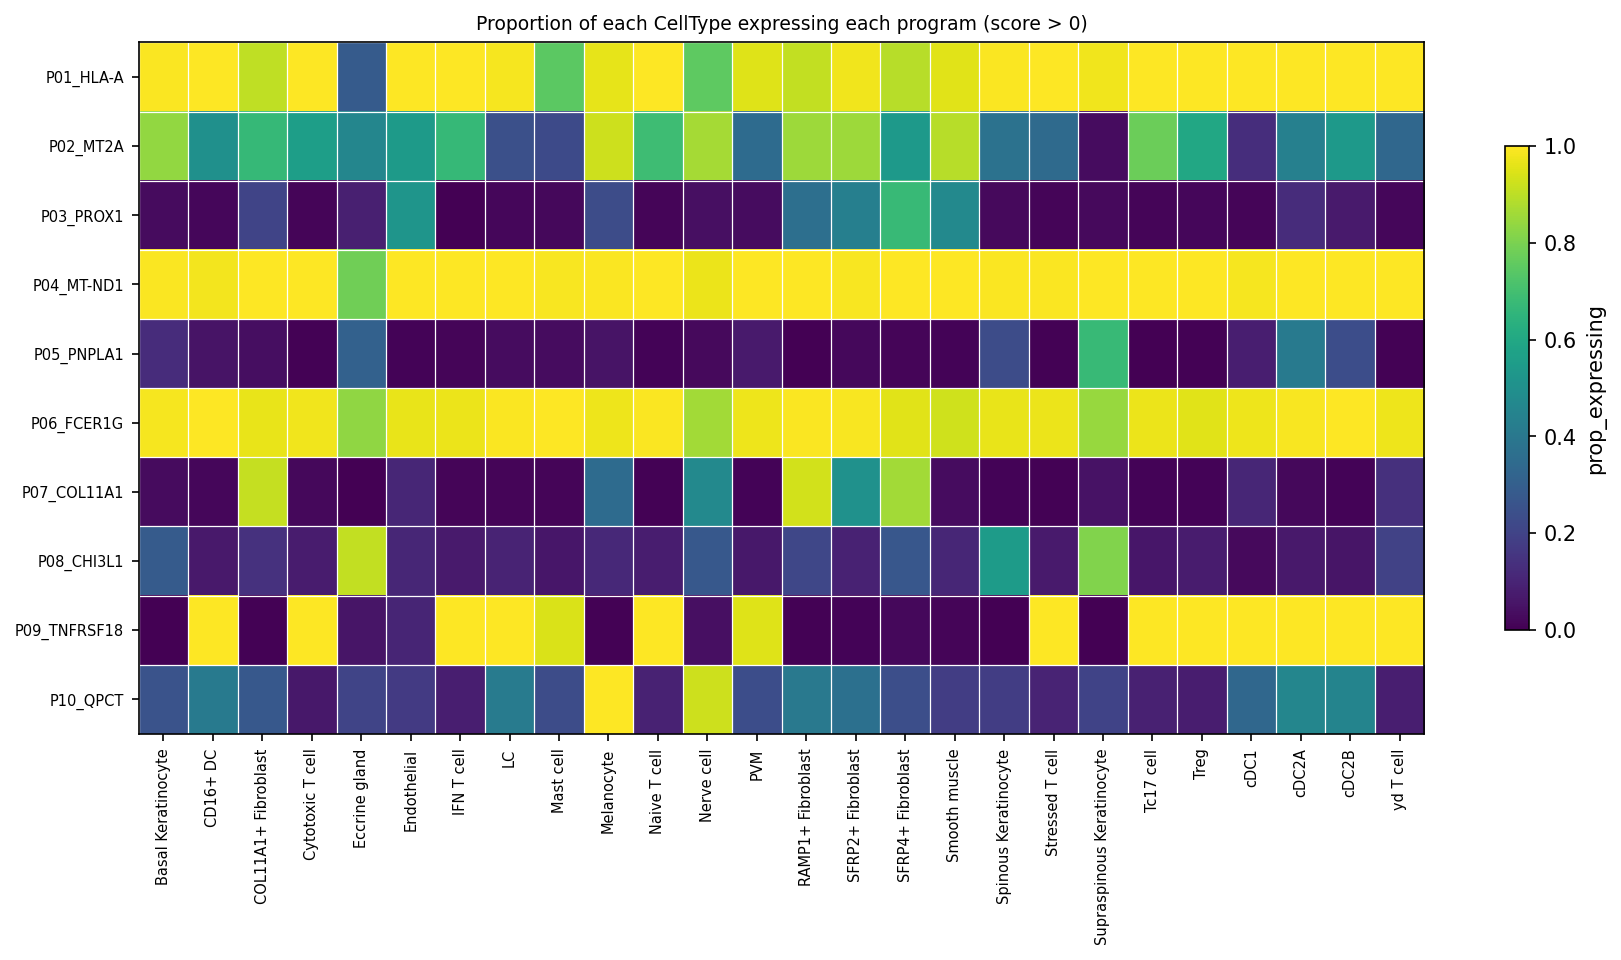 Proportion of each CellType expressing each program (score > 0)
P01_HLA-A
P02_MT2A
P03_PROX1
P04_MT-ND1
P05_PNPLA1
P06_FCER1G
P07_COL11A1
P08_CHI3L1
P09_TNFRSF18
P10_QPCT
Basal Keratinocyte
CD16+ DC
COL11A1+ Fibroblast
Cytotoxic T cell
Eccrine gland
Endothelial
IFN T cell
LC
Mast cell
Melanocyte
Naive T cell
Nerve cell
PVM
RAMP1+ Fibroblast
SFRP2+ Fibroblast
SFRP4+ Fibroblast
Smooth muscle
Spinous Keratinocyte
Stressed T cell
Supraspinous Keratinocyte
Tc17 cell
Treg
cDC1
cDC2A
cDC2B
yd T cell
1.0
0.8
0.6
0.4
0.2
0.0
prop_expressing